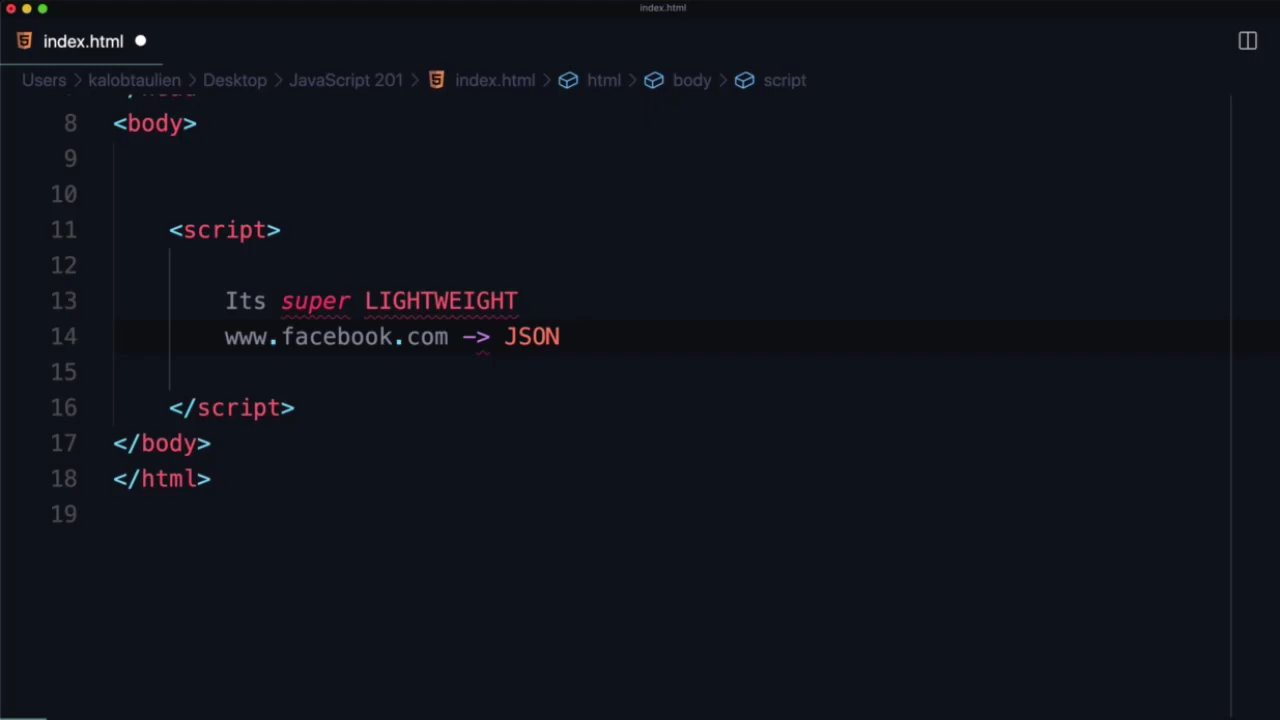 index.html
index.html
Users > kalobtaulien > Desktop > JavaScript 201 > index.html > html > body > script
8 <body>
9
10
11 <script>
12
13 Its super LIGHTWEIGHT
14 www.facebook.com -> JSON
15
16 </script>
17 </body>
18 </html>
19